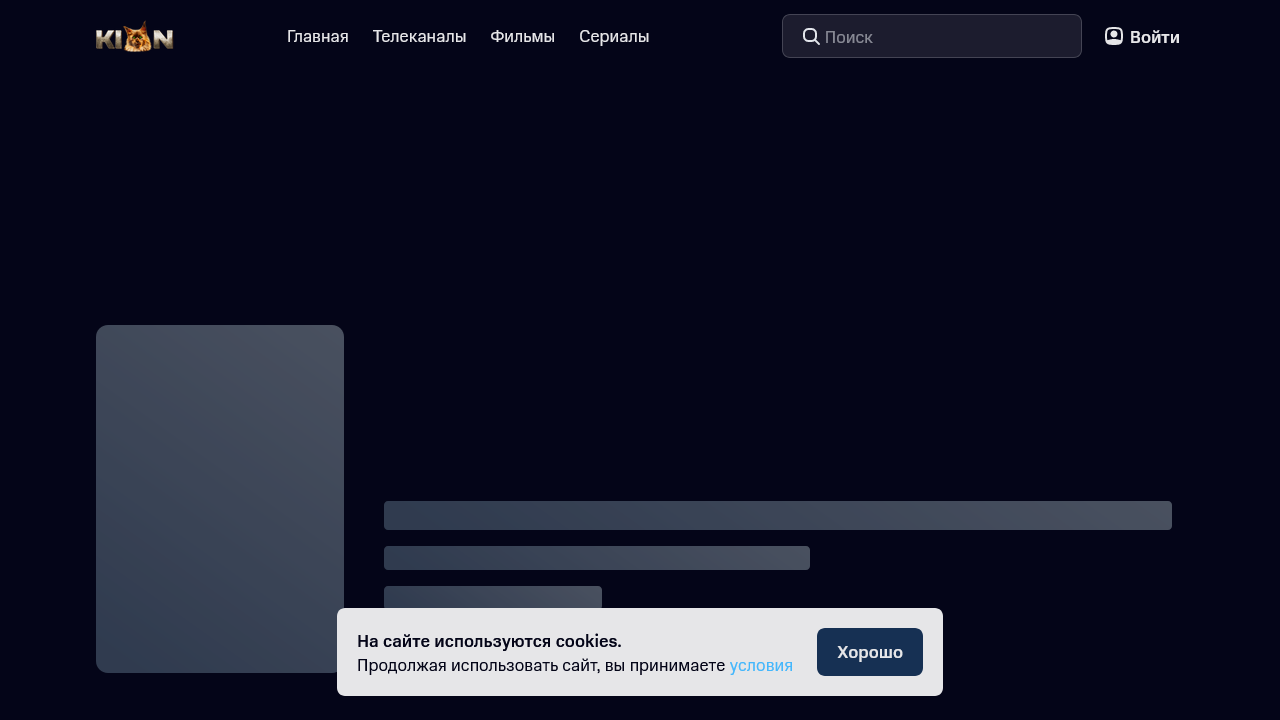 KION
Главная
Телеканалы
Фильмы
Сериалы
Поиск
Войти
На сайте используются cookies.
Продолжая использовать сайт, вы принимаете условия
Хорошо